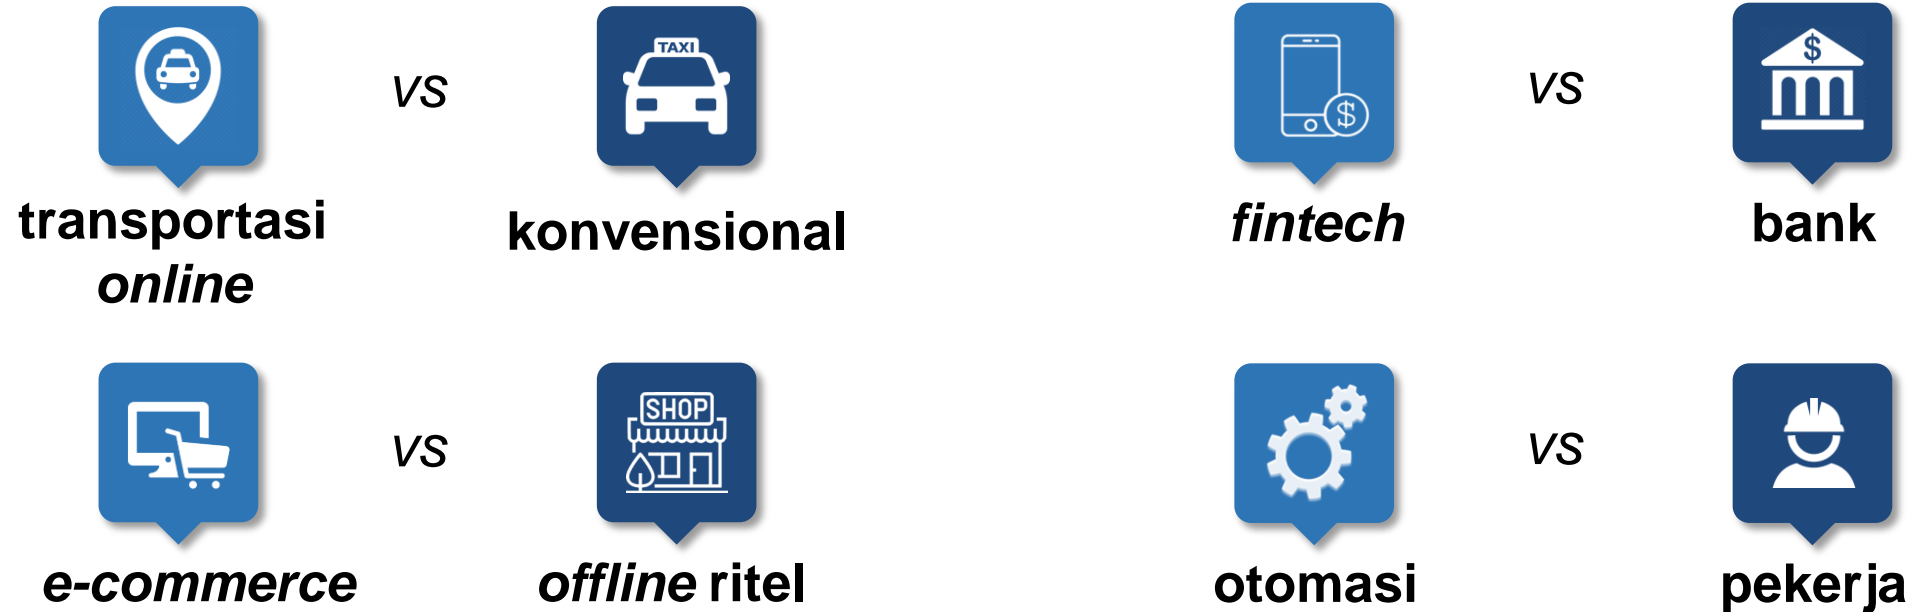 TAXI
vs
transportasi
online
konvensional
$
$
vs
fintech
bank
SHOP
vs
e-commerce
offline ritel
vs
otomasi
pekerja